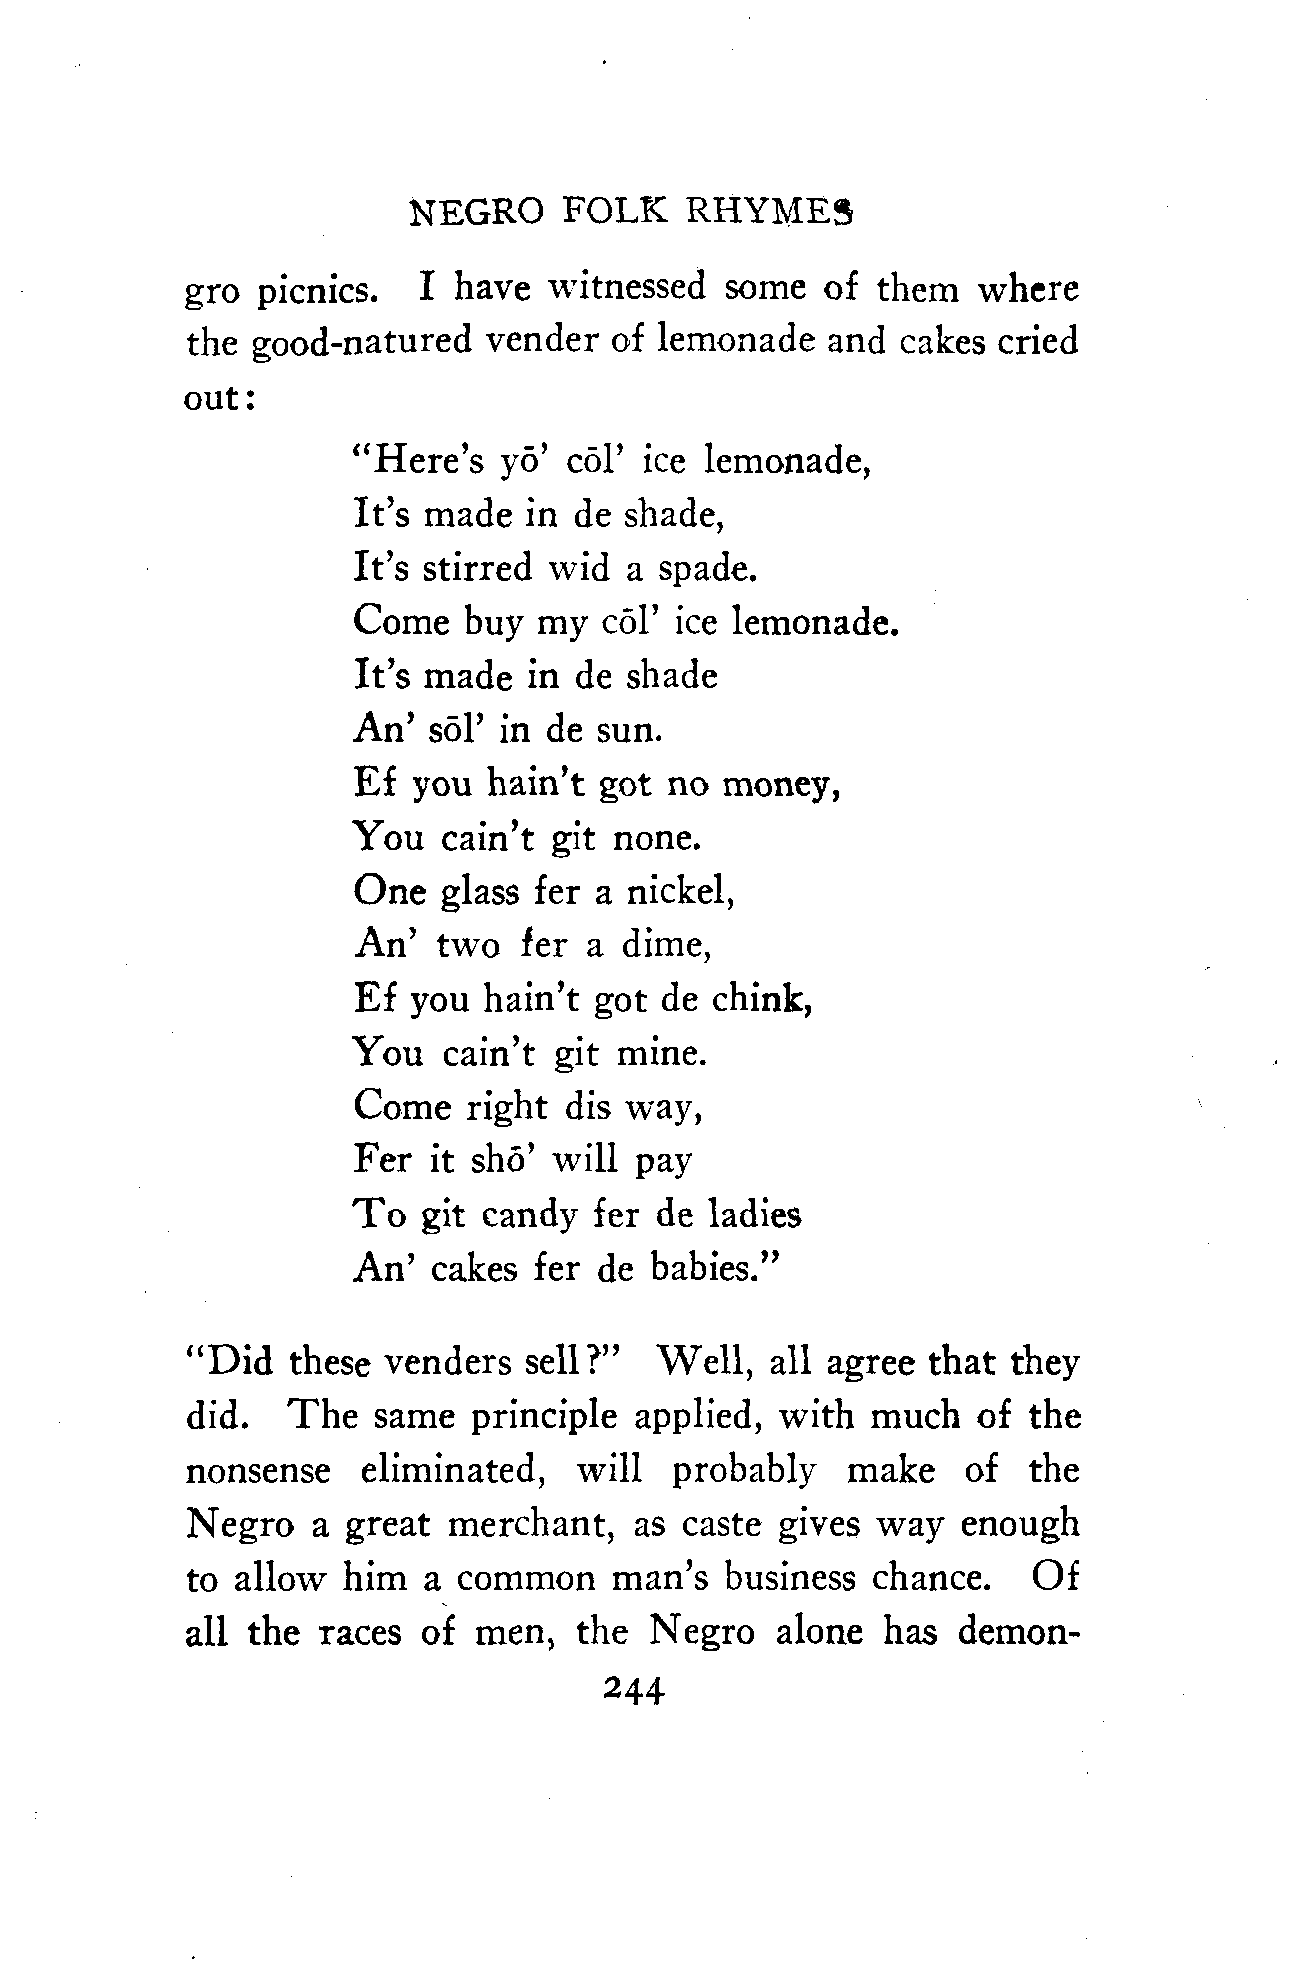 NEGRO FOLK RHYMES
gro picnics. I have witnessed some of them where
the good-natured vender of lemonade and cakes cried
out:
"Here's yō' cōl' ice lemonade,
It's made in de shade,
It's stirred wid a spade.
Come buy my cōl' ice lemonade.
It's made in de shade
An' sōl' in de sun.
Ef you hain't got no money,
You cain't git none.
One glass fer a nickel,
An' two fer a dime,
Ef you hain't got de chink,
You cain't git mine.
Come right dis way,
Fer it shō' will pay
To git candy fer de ladies
An' cakes fer de babies."
"Did these venders sell?" Well, all agree that they
did. The same principle applied, with much of the
nonsense eliminated, will probably make of the
Negro a great merchant, as caste gives way enough
to allow him a common man's business chance. Of
all the races of men, the Negro alone has demon-
244